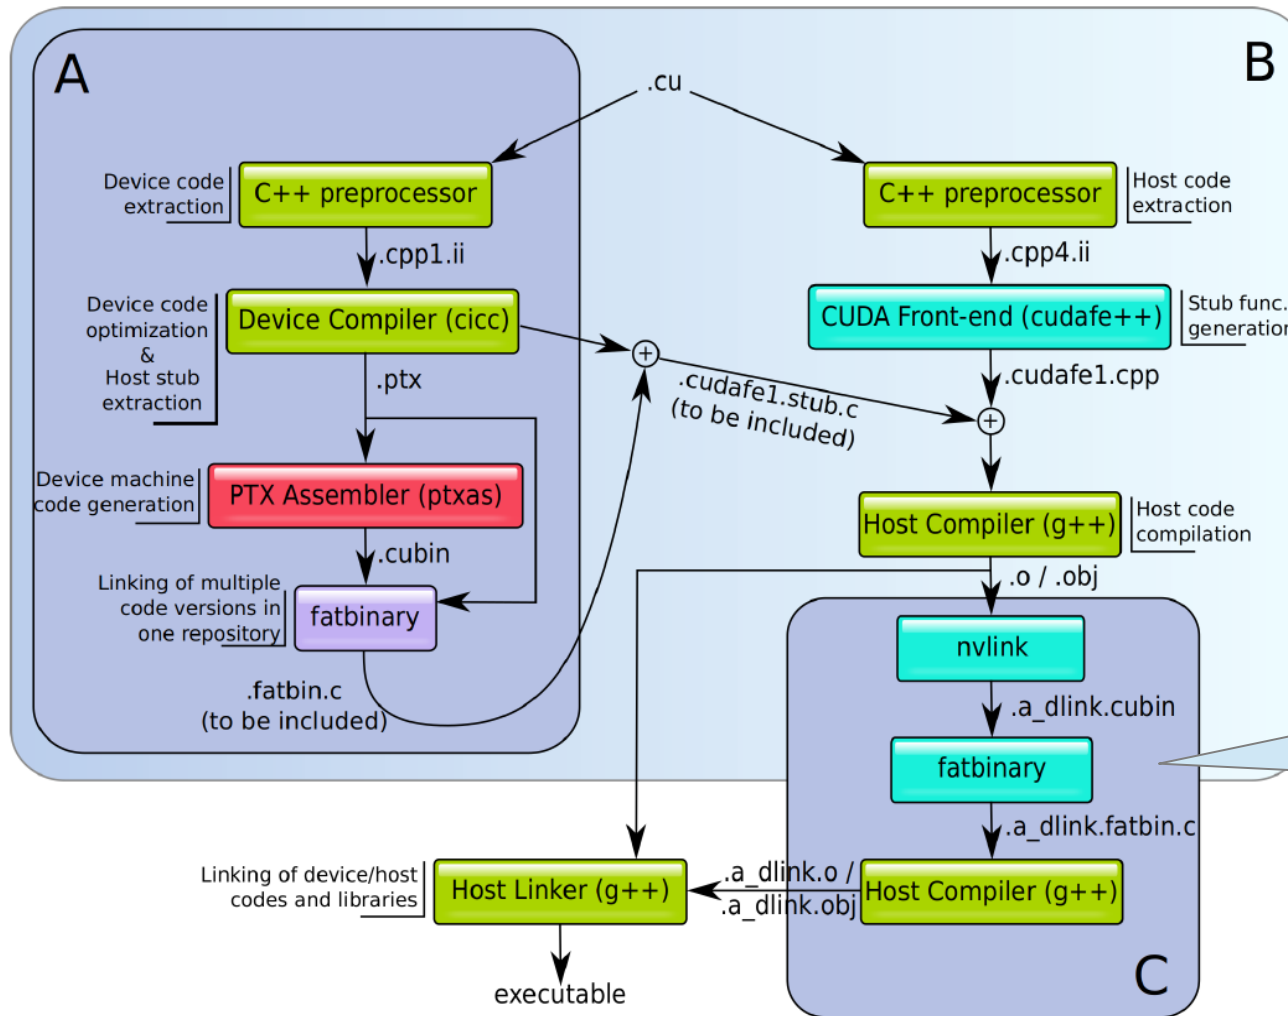 A
B
.cu
Device code
extraction
C++ preprocessor
C++ preprocessor
Host code
extraction
.cpp1.ii
.cpp4.ii
Device code
optimization
&
Host stub
extraction
Device Compiler (cicc)
CUDA Front-end (cudafe++)
Stub func.
generation
+
.ptx
.cudafe1.stub.c
(to be included)
.cudafe1.cpp
+
Device machine
code generation
PTX Assembler (ptxas)
Host Compiler (g++)
Host code
compilation
.cubin
.o / .obj
Linking of multiple
code versions in
one repository
fatbinary
nvlink
.fatbin.c
(to be included)
.a_dlink.cubin
fatbinary
.a_dlink.fatbin.c
Linking of device/host
codes and libraries
Host Linker (g++)
.a_dlink.o /
.a_dlink.obj
Host Compiler (g++)
C
executable